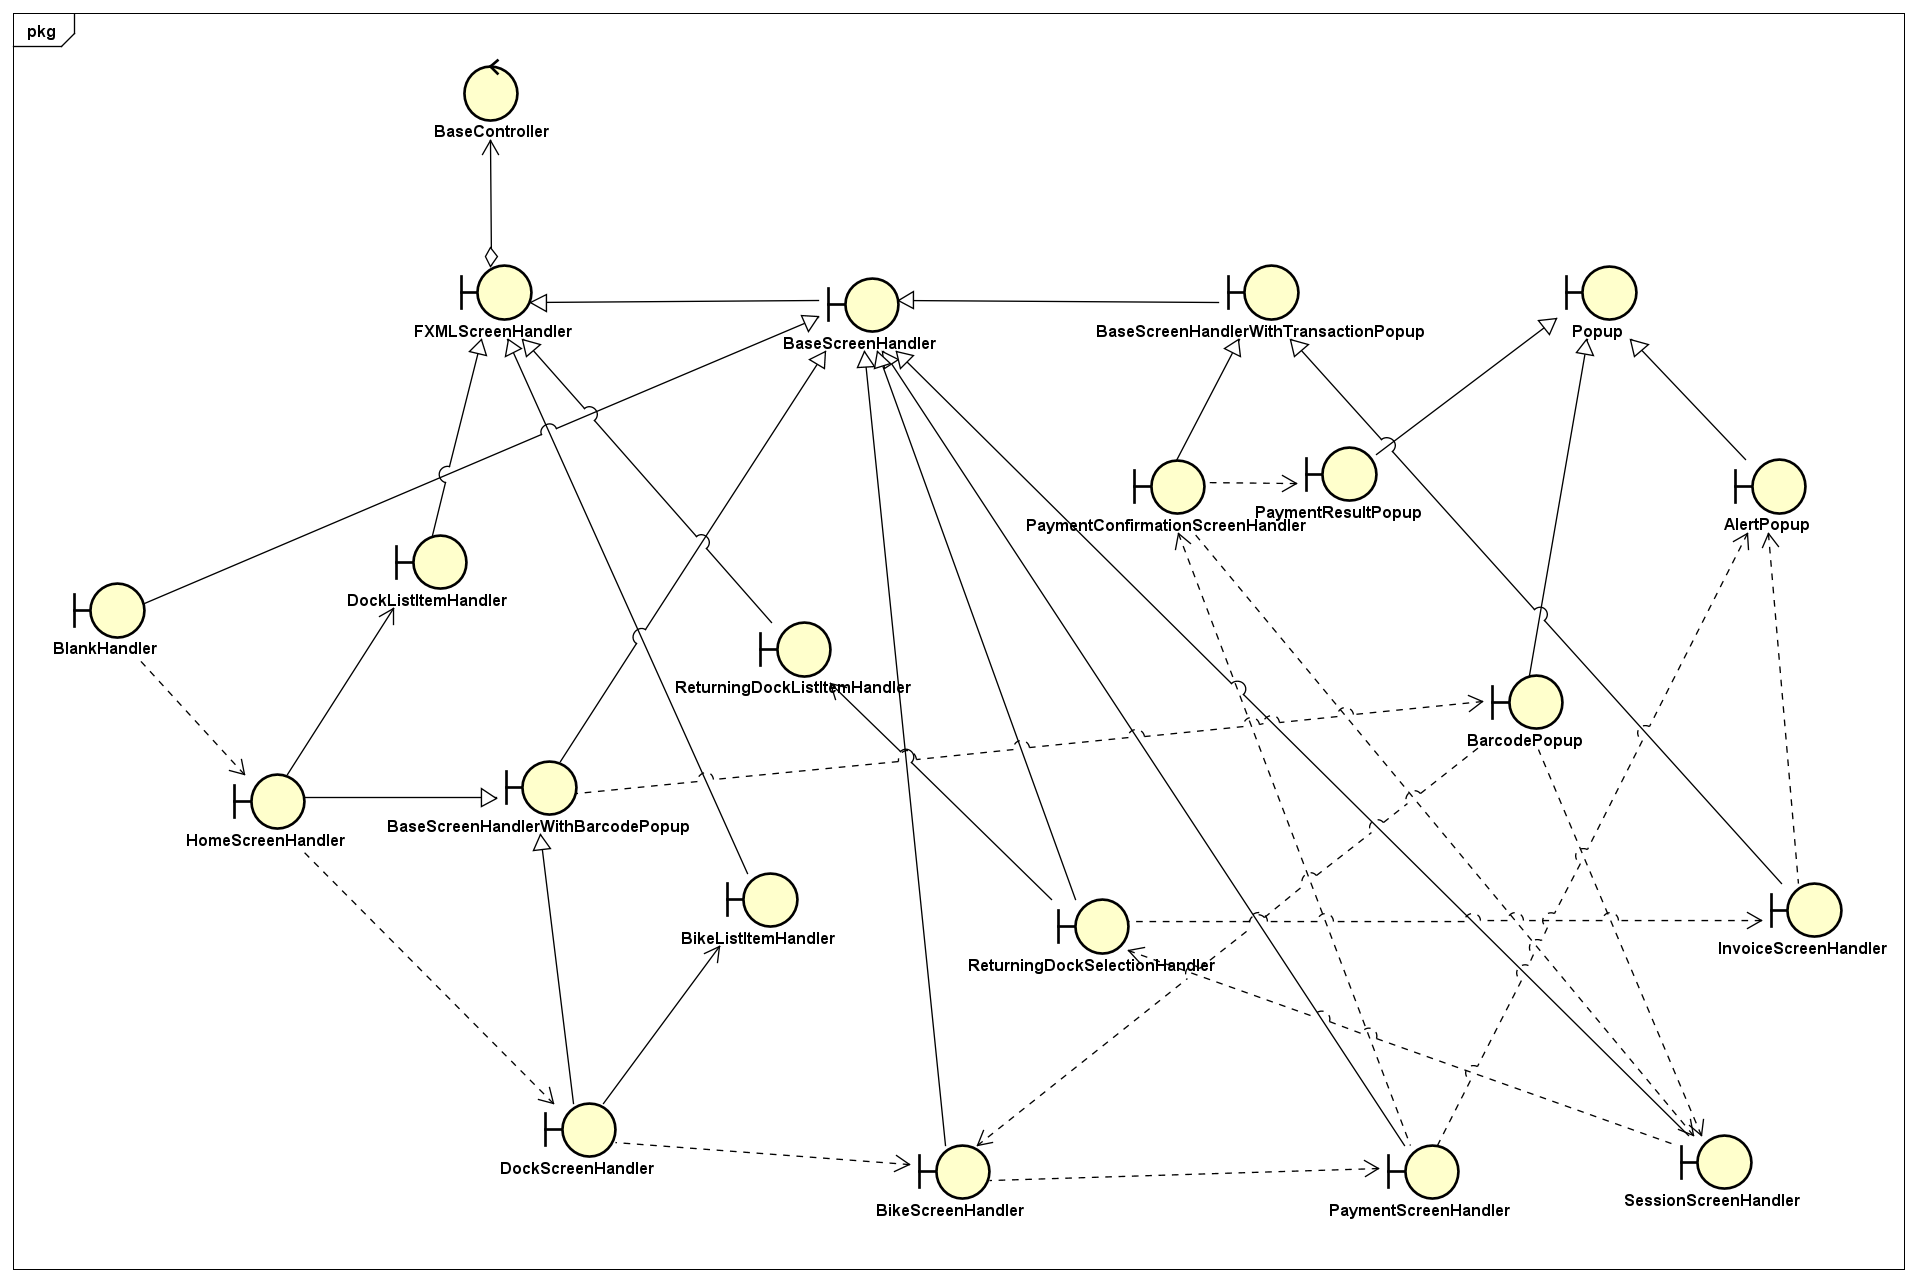 pkg
BaseController
FXMLScreenHandler
BaseScreenHandler
BaseScreenHandlerWithTransactionPopup
Popup
PaymentConfirmationScreenHandler
PaymentResultPopup
AlertPopup
DockListItemHandler
BlankHandler
ReturningDockListItemHandler
BarcodePopup
HomeScreenHandler
BaseScreenHandlerWithBarcodePopup
BikeListItemHandler
ReturningDockSelectionHandler
InvoiceScreenHandler
DockScreenHandler
BikeScreenHandler
PaymentScreenHandler
SessionScreenHandler